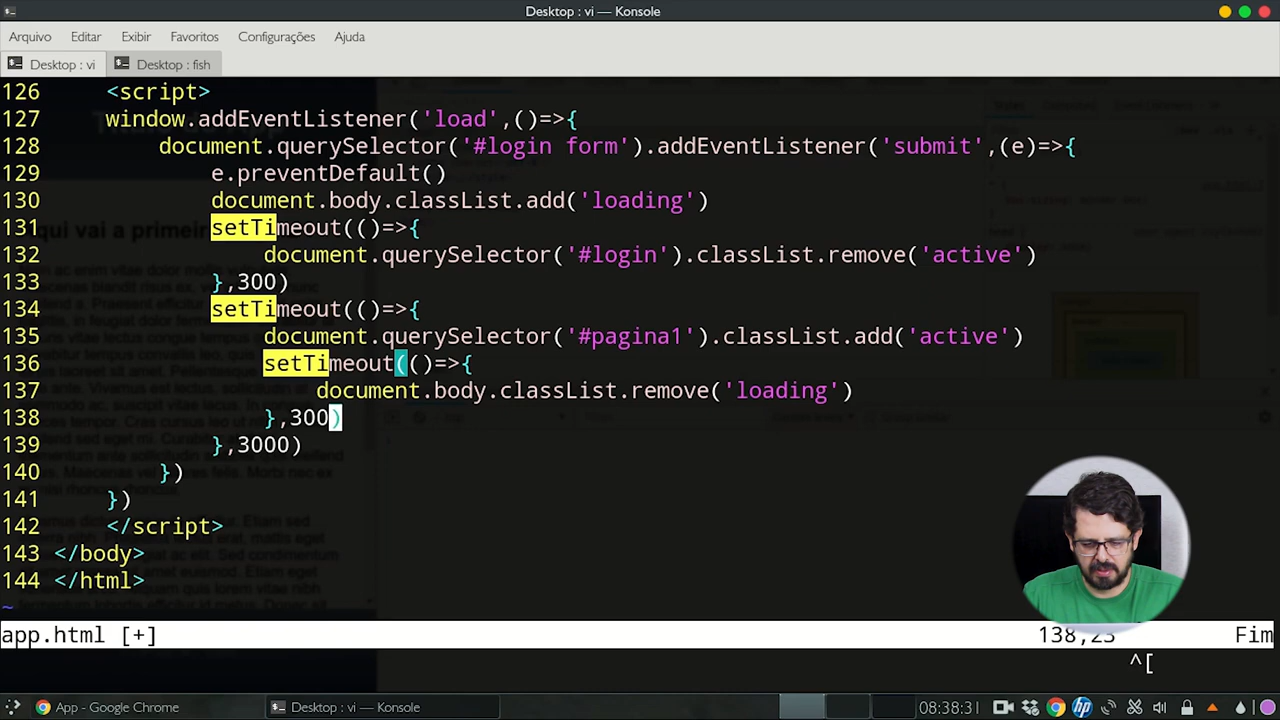 Desktop : vi — Konsole
Arquivo Editar Exibir Favoritos Configurações Ajuda
Desktop : vi Desktop : fish
126 <script>
127 window.addEventListener('load',()=>{
128 document.querySelector('#login form').addEventListener('submit',(e)=>{
129 e.preventDefault()
130 document.body.classList.add('loading')
131 setTimeout(()=>{
132 document.querySelector('#login').classList.remove('active')
133 },300)
134 setTimeout(()=>{
135 document.querySelector('#pagina1').classList.add('active')
136 setTimeout(()=>{
137 document.body.classList.remove('loading')
138 },300)
139 },3000)
140 })
141 })
142 </script>
143 </body>
144 </html>
~
app.html [+] 138,23 Fim
^[
App - Google Chrome Desktop : vi — Konsole 08:38:31